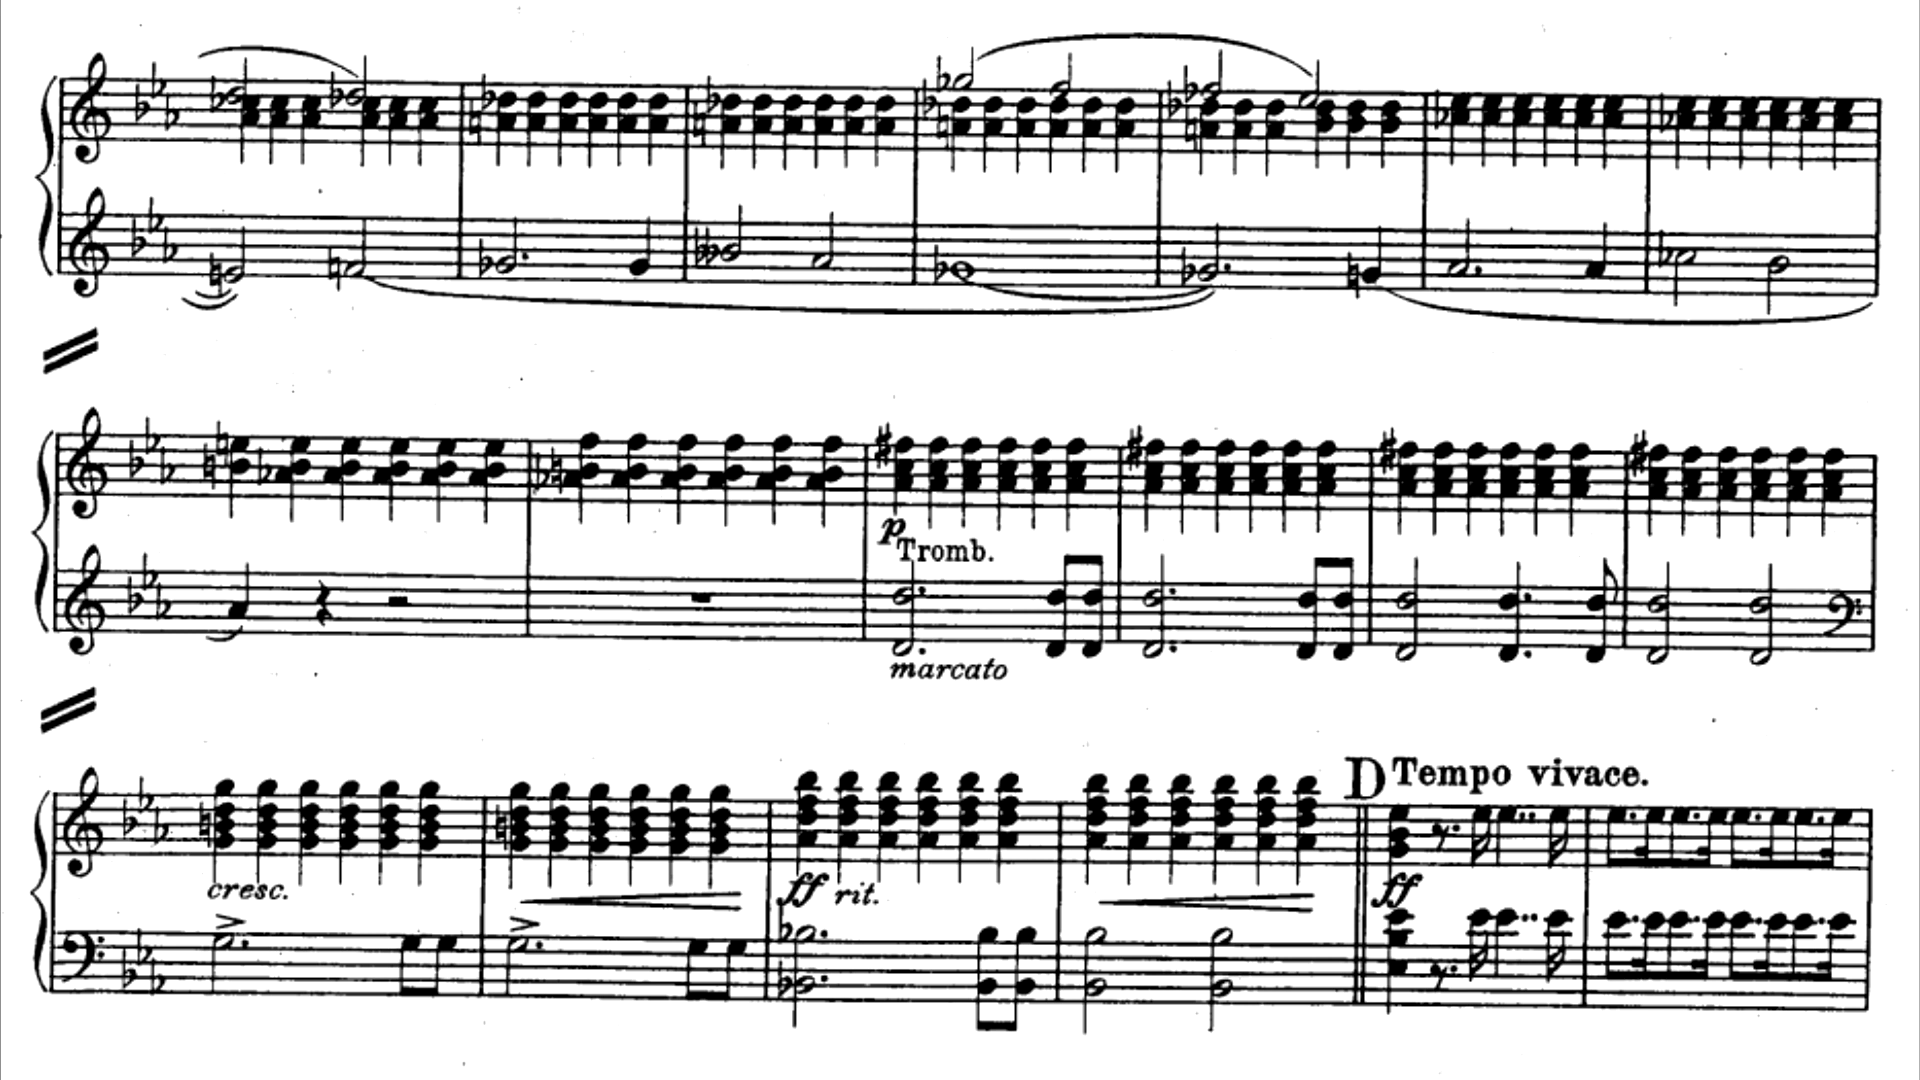 p
Tromb.
marcato
D Tempo vivace.
cresc.
ff rit.
ff